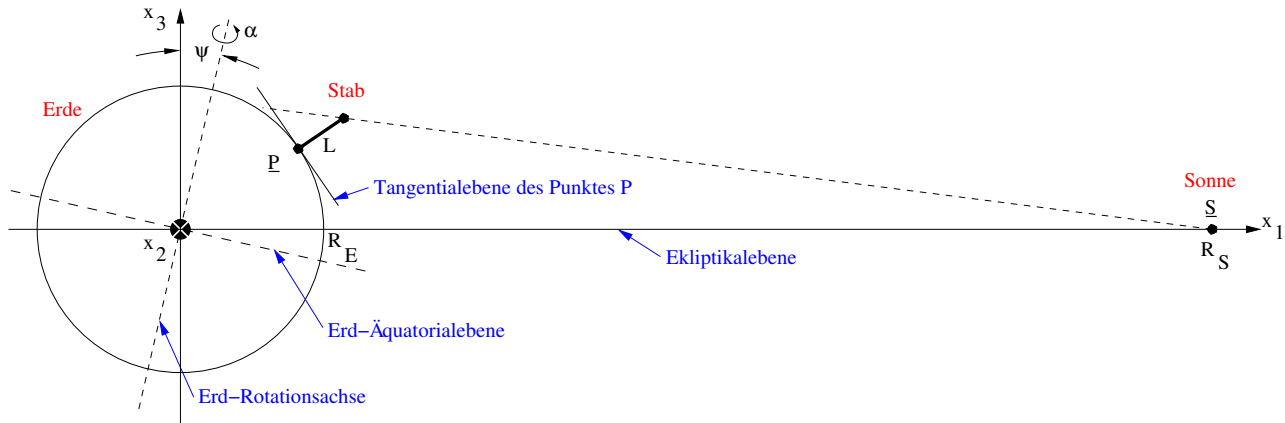 x3
α
ψ
Stab
Erde
L
P
Tangentialebene des Punktes P
Sonne
S
x2
RE
x1
RS
Ekliptikalebene
Erd-Äquatorialebene
Erd-Rotationsachse